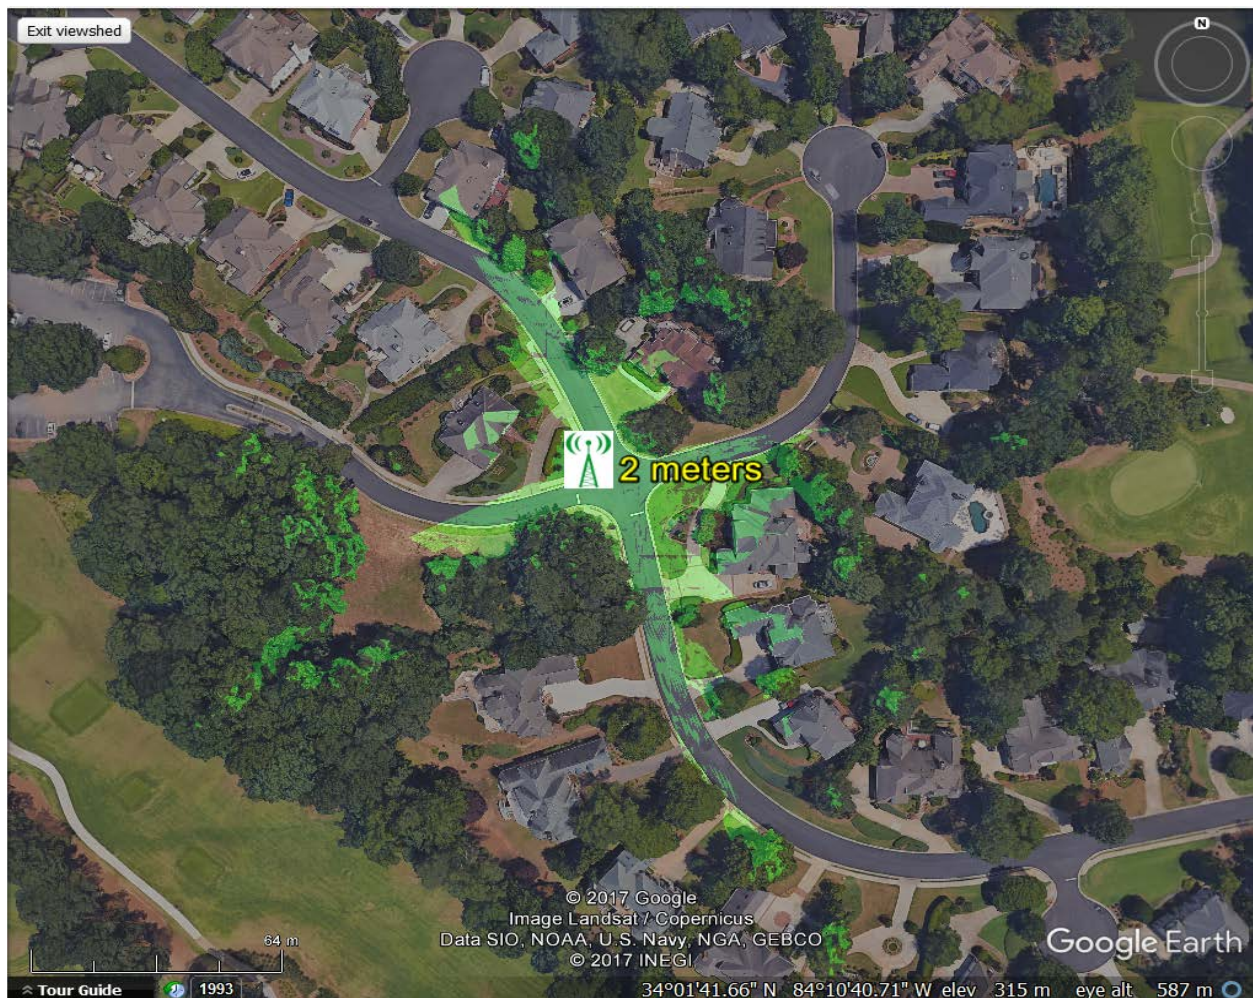 Exit viewshed
N
2 meters
© 2017 Google
Image Landsat / Copernicus
Data SIO, NOAA, U.S. Navy, NGA, GEBCO
© 2017 INEGI
64 m
Google Earth
Tour Guide
1993
34°01'41.66" N 84°10'40.71" W elev 315 m eye alt 587 m